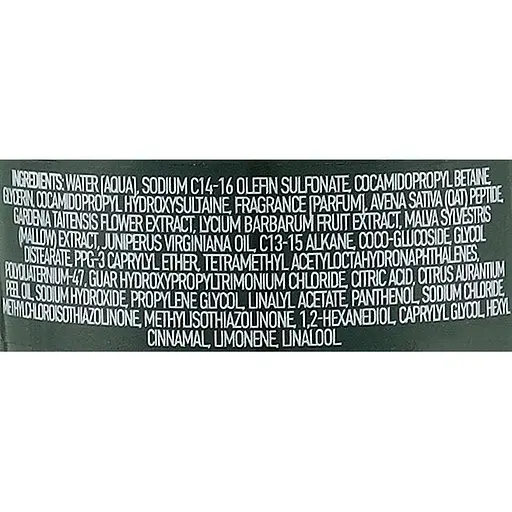 INGREDIENTS: WATER (AQUA), SODIUM C14-16 OLEFIN SULFONATE, COCAMIDOPROPYL BETAINE,
GLYCERIN, COCAMIDOPROPYL HYDROXYSULTAINE, FRAGRANCE (PARFUM), AVENA SATIVA (OAT) PEPTIDE,
GARDENIA TAITENSIS FLOWER EXTRACT, LYCIUM BARBARUM FRUIT EXTRACT, MALVA SYLVESTRIS
(MALLOW) EXTRACT, JUNIPERUS VIRGINIANA OIL, C13-15 ALKANE, COCO-GLUCOSIDE, GLYCOL
DISTEARATE, PPG-3 CAPRYLYL ETHER, TETRAMETHYL ACETYLOCTAHYDRONAPHTHALENES,
POLYQUATERNIUM-47, GUAR HYDROXYPROPYLTRIMONIUM CHLORIDE, CITRIC ACID, CITRUS AURANTIUM
PEEL OIL, SODIUM HYDROXIDE, PROPYLENE GLYCOL, LINALYL ACETATE, PANTHENOL, SODIUM CHLORIDE,
METHYLCHLOROISOTHIAZOLINONE, METHYLISOTHIAZOLINONE, 1,2-HEXANEDIOL, CAPRYLYL GLYCOL, HEXYL
CINNAMAL, LIMONENE, LINALOOL.